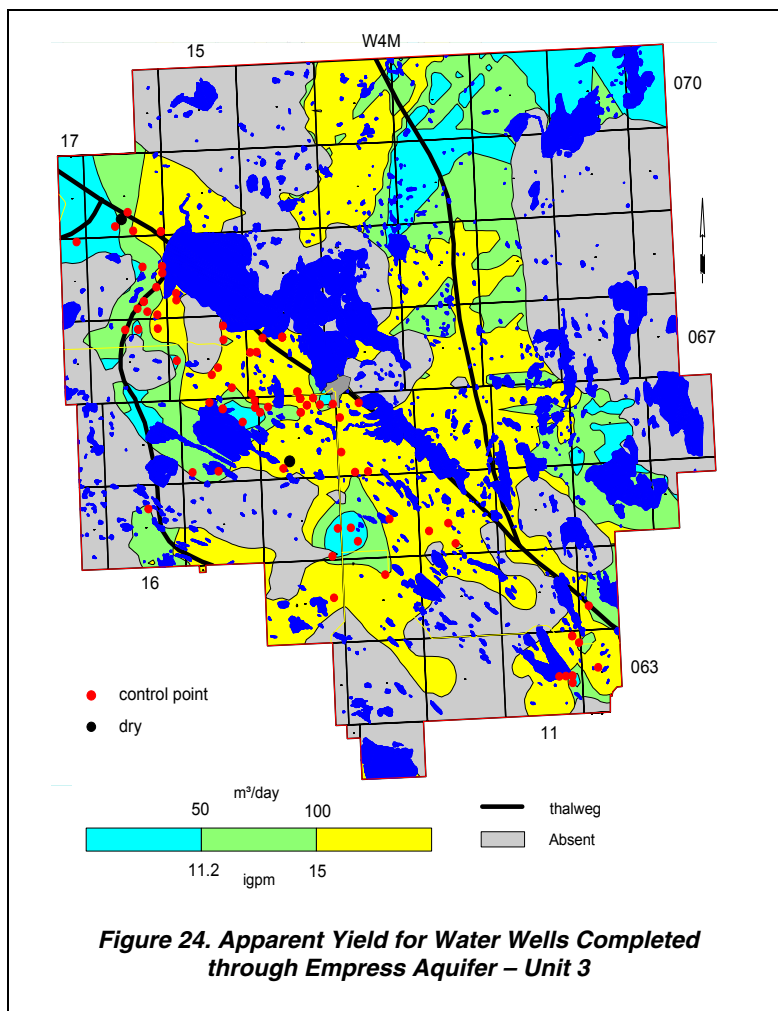 15
W4M
070
17
067
16
063
11
control point
dry
m³/day
50
100
11.2
igpm
15
thalweg
Absent
Figure 24. Apparent Yield for Water Wells Completed
through Empress Aquifer – Unit 3